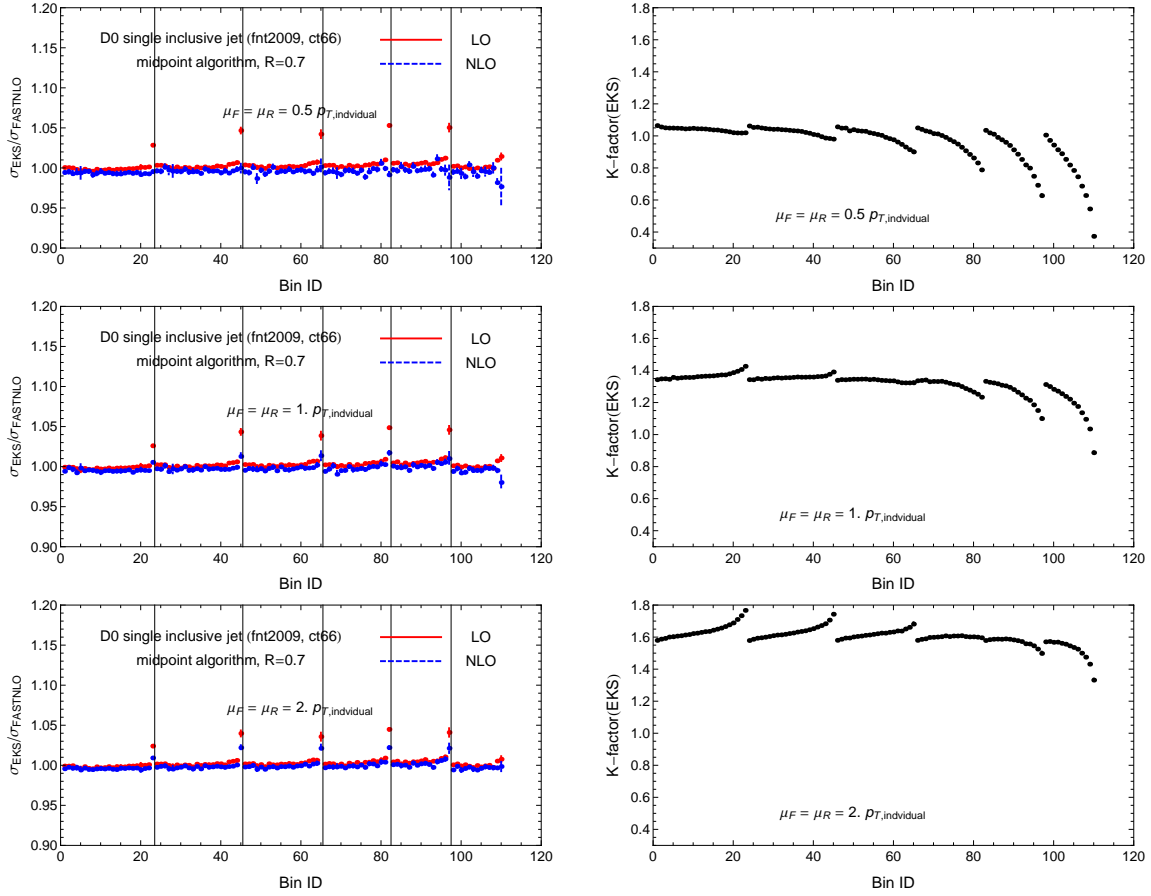 1.20
1.15
1.10
1.05
1.00
0.95
0.90
σEKS/σFASTNLO
D0 single inclusive jet (fnt2009, ct66)
midpoint algorithm, R=0.7
LO
NLO
μF = μR = 0.5 pT,indvidual
0 20 40 60 80 100 120
Bin ID
1.8
1.6
1.4
1.2
1.0
0.8
0.6
0.4
K-factor(EKS)
μF = μR = 0.5 pT,indvidual
0 20 40 60 80 100 120
Bin ID
1.20
1.15
1.10
1.05
1.00
0.95
0.90
σEKS/σFASTNLO
D0 single inclusive jet (fnt2009, ct66)
midpoint algorithm, R=0.7
LO
NLO
μF = μR = 1. pT,indvidual
0 20 40 60 80 100 120
Bin ID
1.8
1.6
1.4
1.2
1.0
0.8
0.6
0.4
K-factor(EKS)
μF = μR = 1. pT,indvidual
0 20 40 60 80 100 120
Bin ID
1.20
1.15
1.10
1.05
1.00
0.95
0.90
σEKS/σFASTNLO
D0 single inclusive jet (fnt2009, ct66)
midpoint algorithm, R=0.7
LO
NLO
μF = μR = 2. pT,indvidual
0 20 40 60 80 100 120
Bin ID
1.8
1.6
1.4
1.2
1.0
0.8
0.6
0.4
K-factor(EKS)
μF = μR = 2. pT,indvidual
0 20 40 60 80 100 120
Bin ID